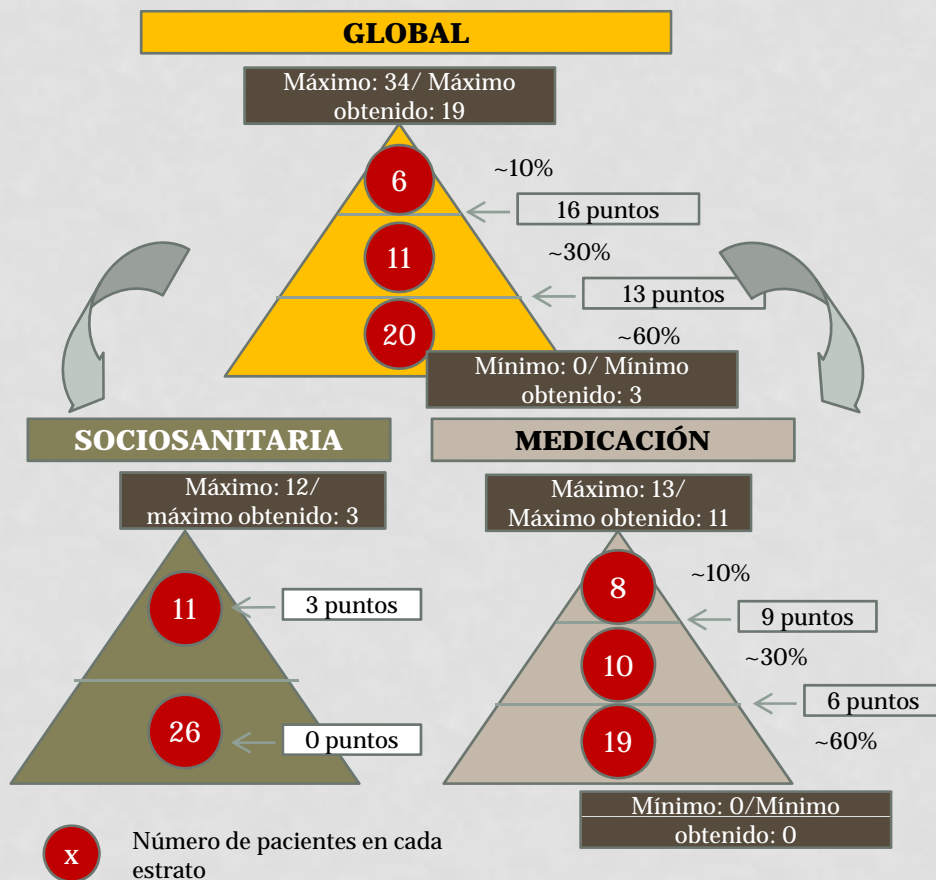 GLOBAL
Máximo: 34/ Máximo
obtenido: 19
6
~10%
16 puntos
11
~30%
13 puntos
20
~60%
Mínimo: 0/ Mínimo
obtenido: 3
SOCIOSANITARIA
Máximo: 12/
máximo obtenido: 3
11
3 puntos
26
0 puntos
MEDICACIÓN
Máximo: 13/
Máximo obtenido: 11
8
~10%
9 puntos
10
~30%
6 puntos
19
~60%
Mínimo: 0/Mínimo
obtenido: 0
x
Número de pacientes en cada
estrato